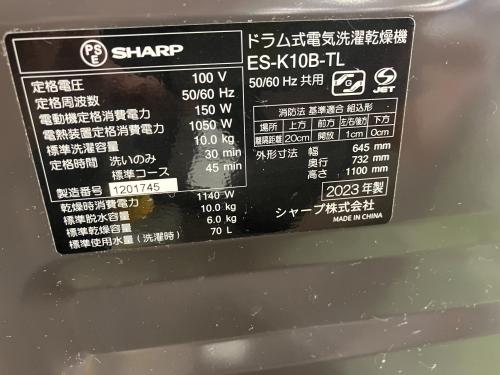 PS E SHARP
ドラム式電気洗濯乾燥機
ES-K10B-TL
50/60 Hz 共用
G
S JET
定格電圧 100 V
定格周波数 50/60 Hz
電動機定格消費電力 150 W
電熱装置定格消費電力 1050 W
標準洗濯容量 10.0 kg
定格時間 洗いのみ 30 min
標準コース 45 min
製造番号 1201745
乾燥時消費電力 1140 W
標準脱水容量 10.0 kg
標準乾燥容量 6.0 kg
標準使用水量(洗濯時) 70 L
消防法 基準適合 組込形
場所 上方 前方 左右後方 下方
離隔距離 20cm 開放 1cm 0cm
外形寸法 幅 645 mm
奥行 732 mm
高さ 1100 mm
2023 年製
シャープ株式会社
MADE IN CHINA